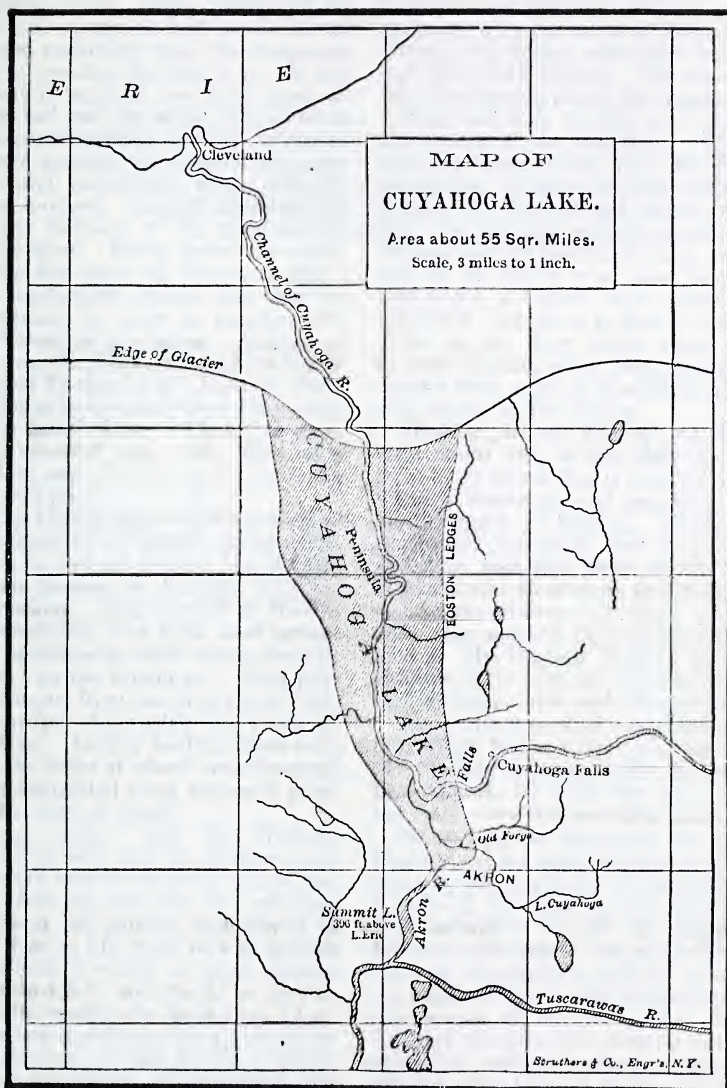 ERIE
Cleveland
MAP OF
CUYAHOGA LAKE.
Area about 55 Sqr. Miles.
Scale, 3 miles to 1 inch.
Channel of Cuyahoga R.
Edge of Glacier
CUYAHOGA LAKE
Peninsula
BOSTON LEDGES
Falls
Cuyahoga Falls
Old Forge
AKRON
L. Cuyahoga
Summit L.
396 ft. above
L. Erie
Akron R.
Tuscarawas R.
Struthers & Co., Engr's, N.Y.